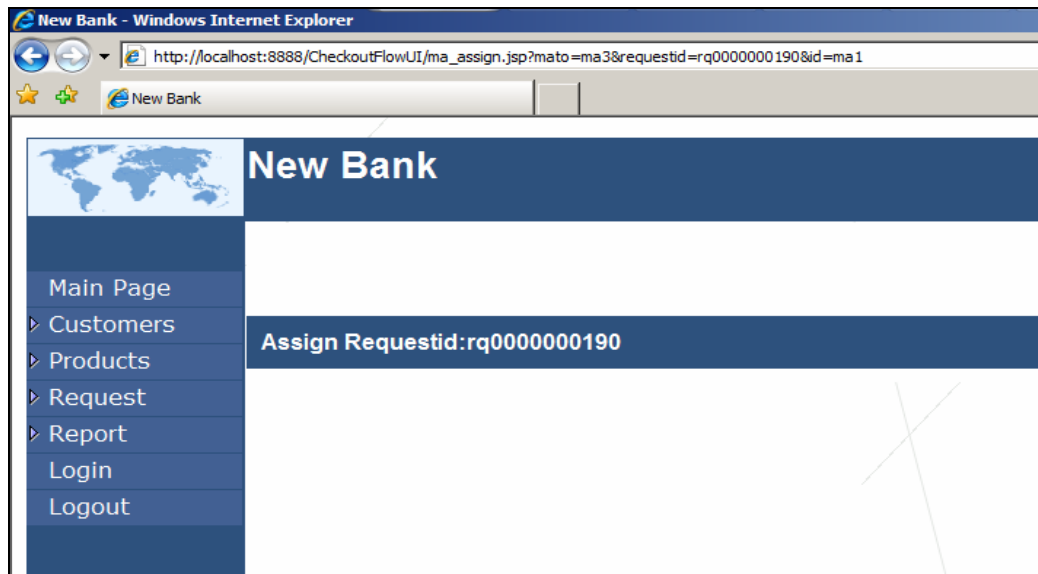 New Bank - Windows Internet Explorer
http://localhost:8888/CheckoutFlowUI/ma_assign.jsp?mato=ma3&requestid=rq0000000190&id=ma1
New Bank
New Bank
Main Page
Customers
Products
Request
Report
Login
Logout
Assign Requestid:rq0000000190